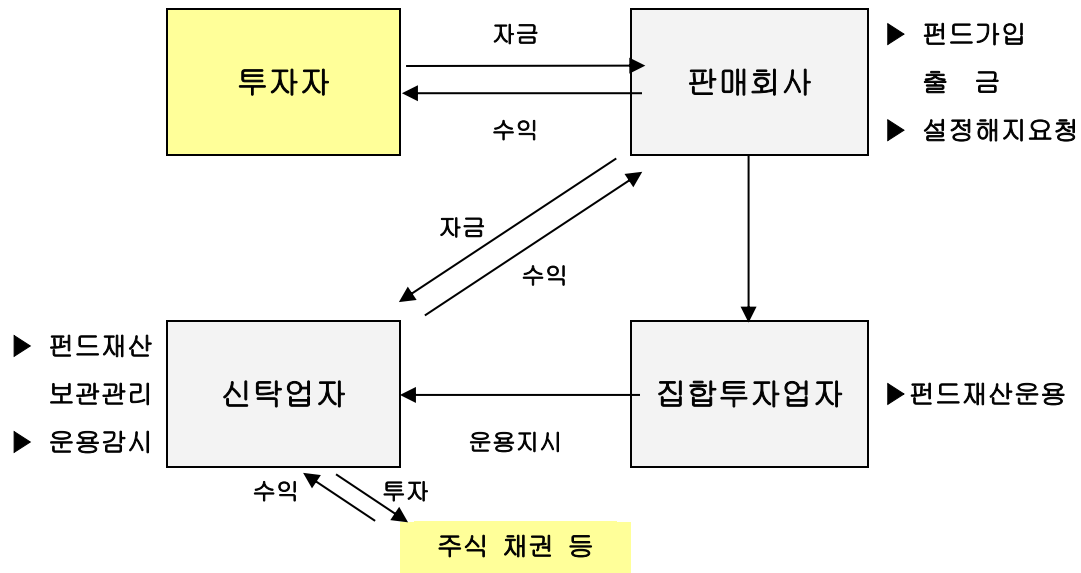 투자자
자금
수익
판매회사
▶ 펀드가입
출 금
▶ 설정해지요청
자금
수익
▶ 펀드재산
보관관리
▶ 운용감시
신탁업자
운용지시
집합투자업자
▶펀드재산운용
수익
투자
주식 채권 등